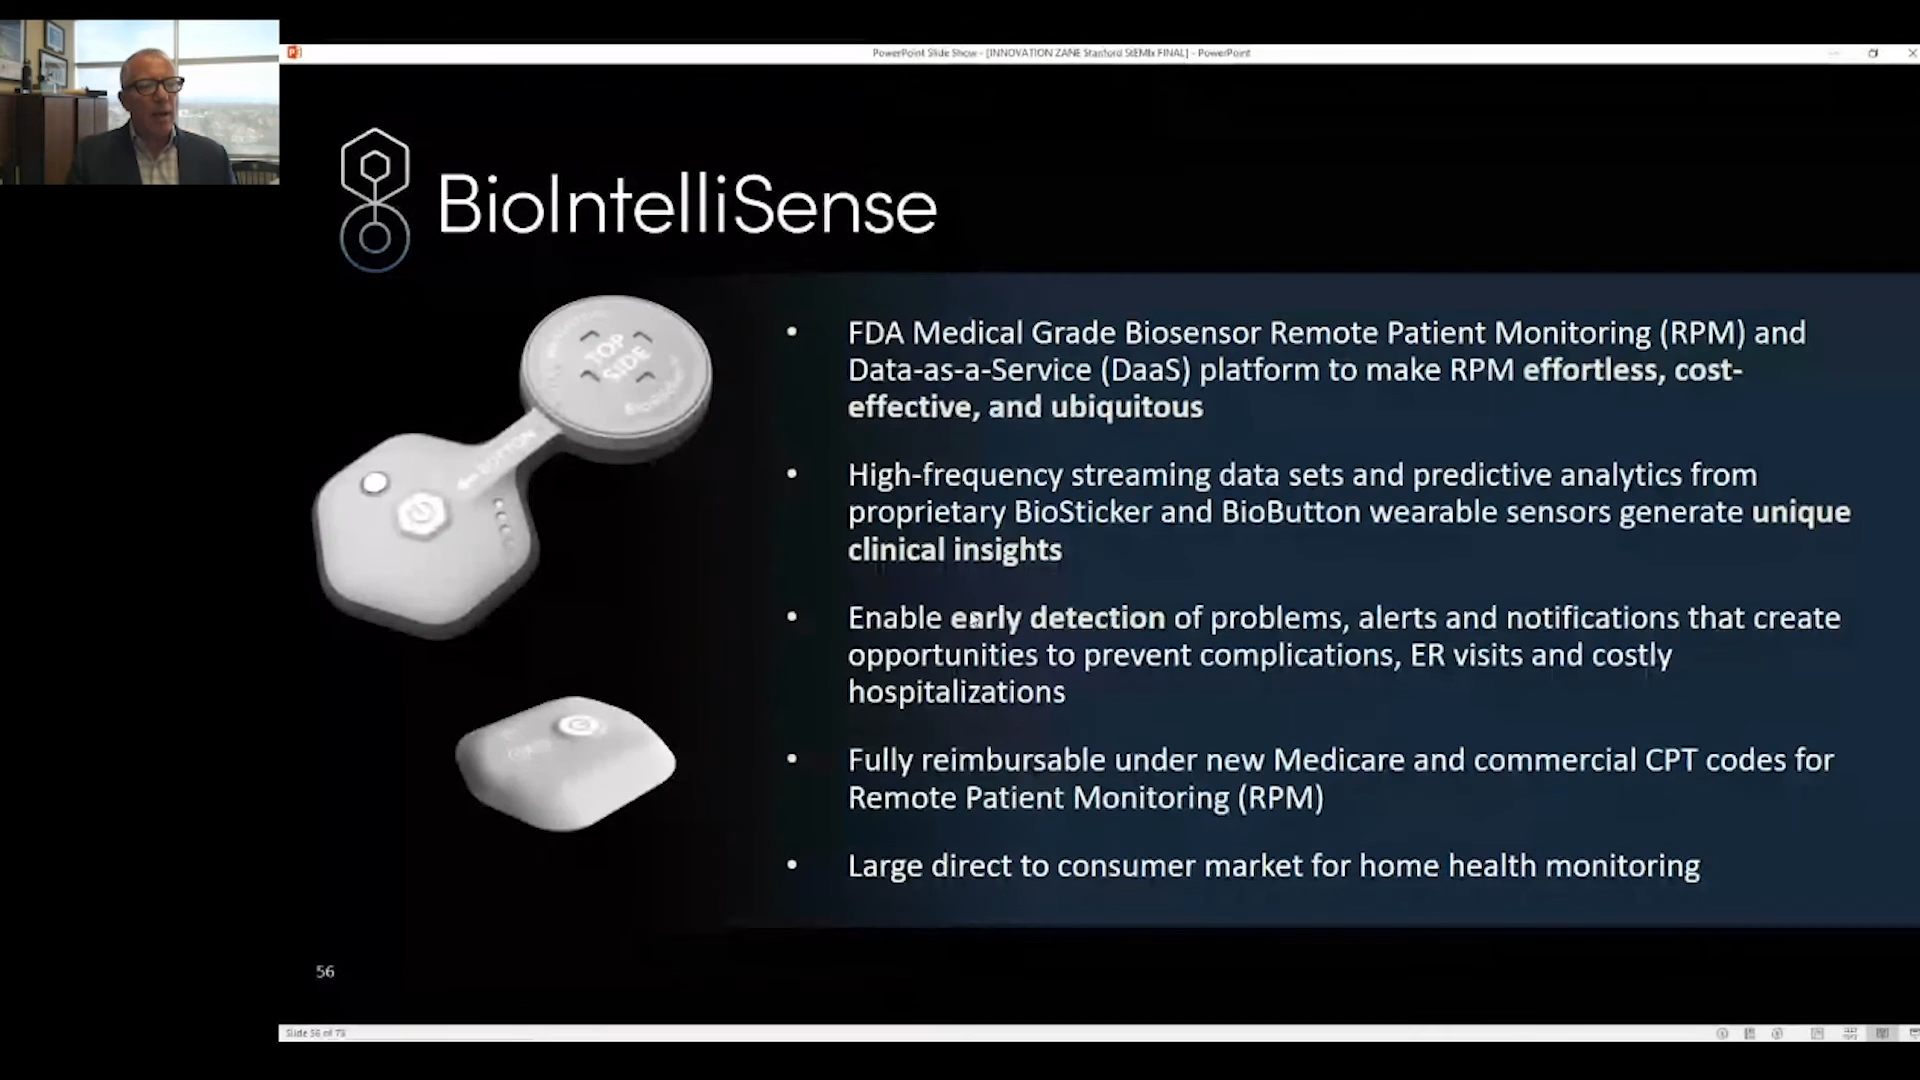 PowerPoint Slide Show - [INNOVATION ZANE Stanford StEMIx FINAL] - PowerPoint
BioIntelliSense
TOP
SIDE
BUTTON
• FDA Medical Grade Biosensor Remote Patient Monitoring (RPM) and
Data-as-a-Service (DaaS) platform to make RPM effortless, cost-
effective, and ubiquitous
• High-frequency streaming data sets and predictive analytics from
proprietary BioSticker and BioButton wearable sensors generate unique
clinical insights
• Enable early detection of problems, alerts and notifications that create
opportunities to prevent complications, ER visits and costly
hospitalizations
• Fully reimbursable under new Medicare and commercial CPT codes for
Remote Patient Monitoring (RPM)
• Large direct to consumer market for home health monitoring
56
Slide 56 of 73